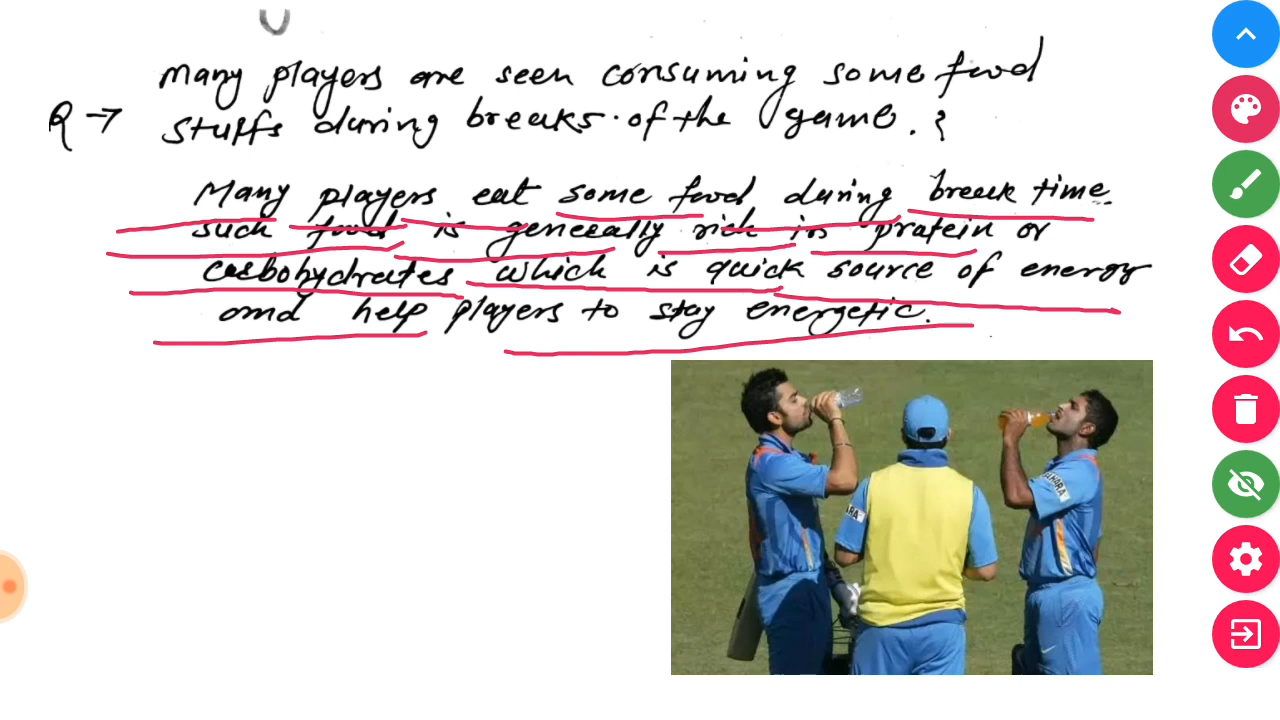 Many players are seen consuming some food
Q → stuffs during breaks of the game.?
Many players eat some food during break time.
such food is generally rich in protein or
carbohydrates which is quick source of energy
and help players to stay energetic.